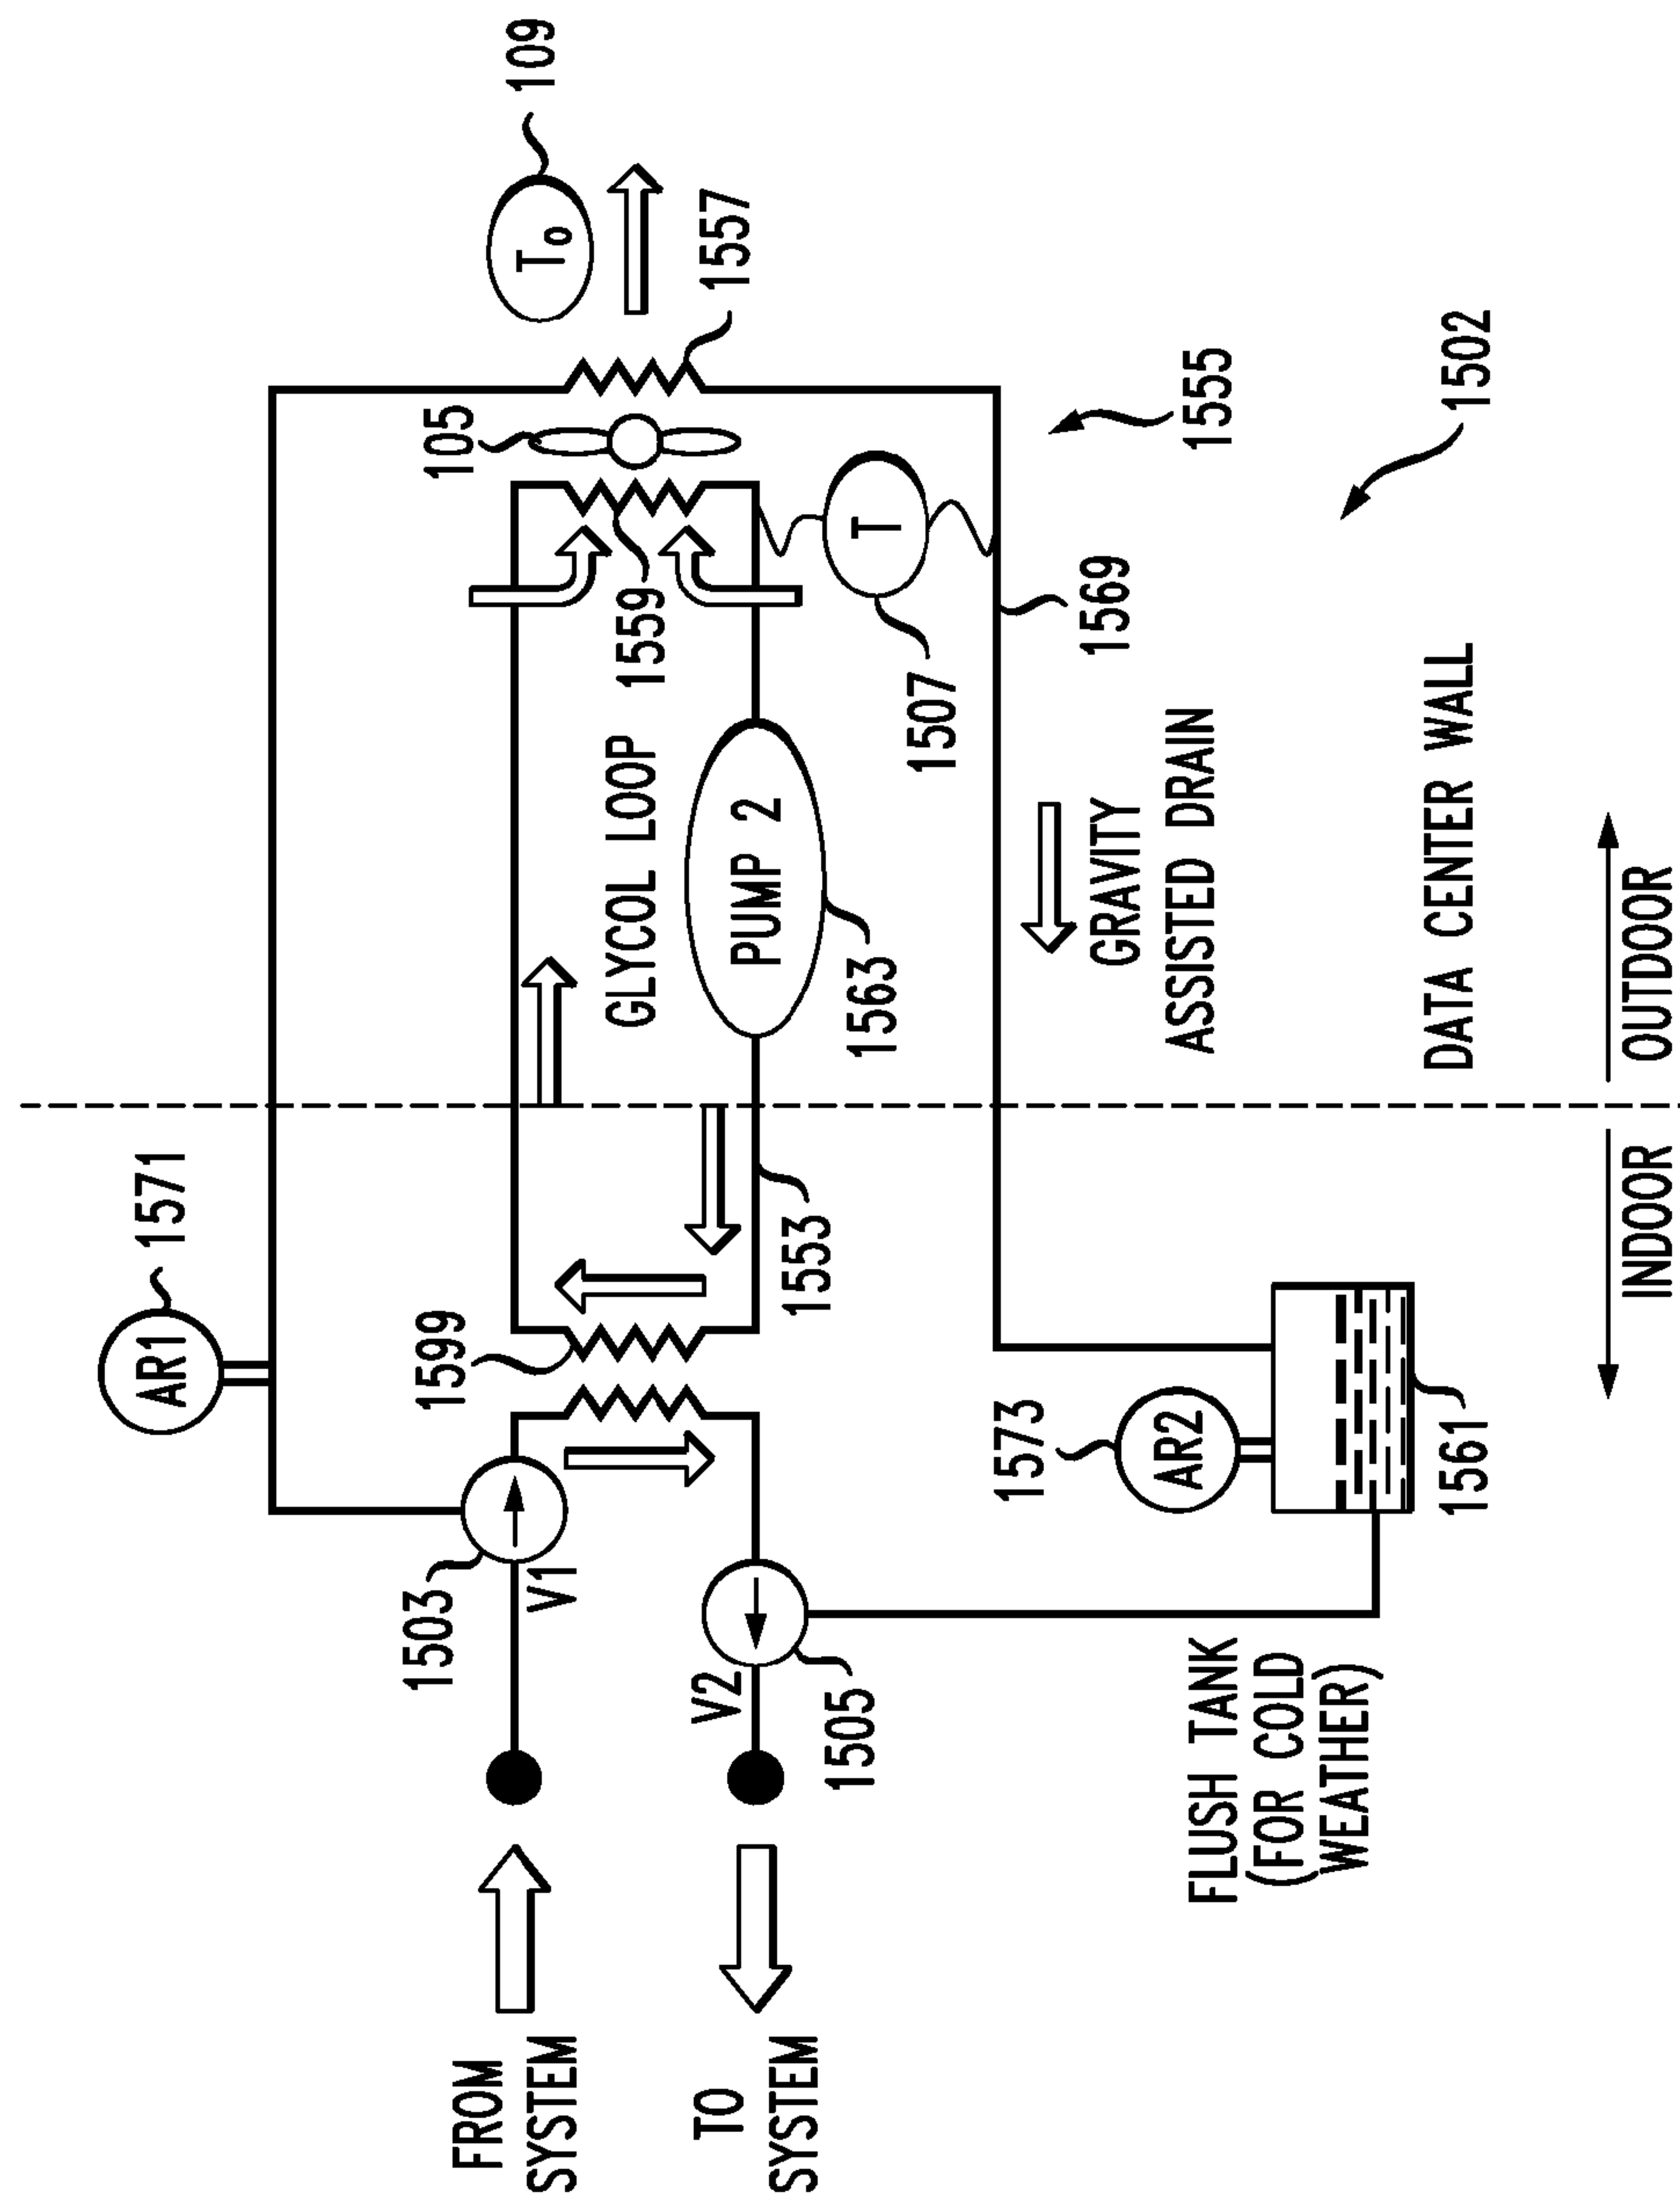 FROM
SYSTEM
TO
SYSTEM
1503
V1
V2
1505
AR1
1571
1599
1553
FLUSH TANK
(FOR COLD
WEATHER)
1573
AR2
1561
INDOOR
OUTDOOR
DATA CENTER WALL
GLYCOL LOOP
PUMP 2
1563
GRAVITY
ASSISTED DRAIN
105
1559
T
1507
1569
T0
109
1557
1555
1502